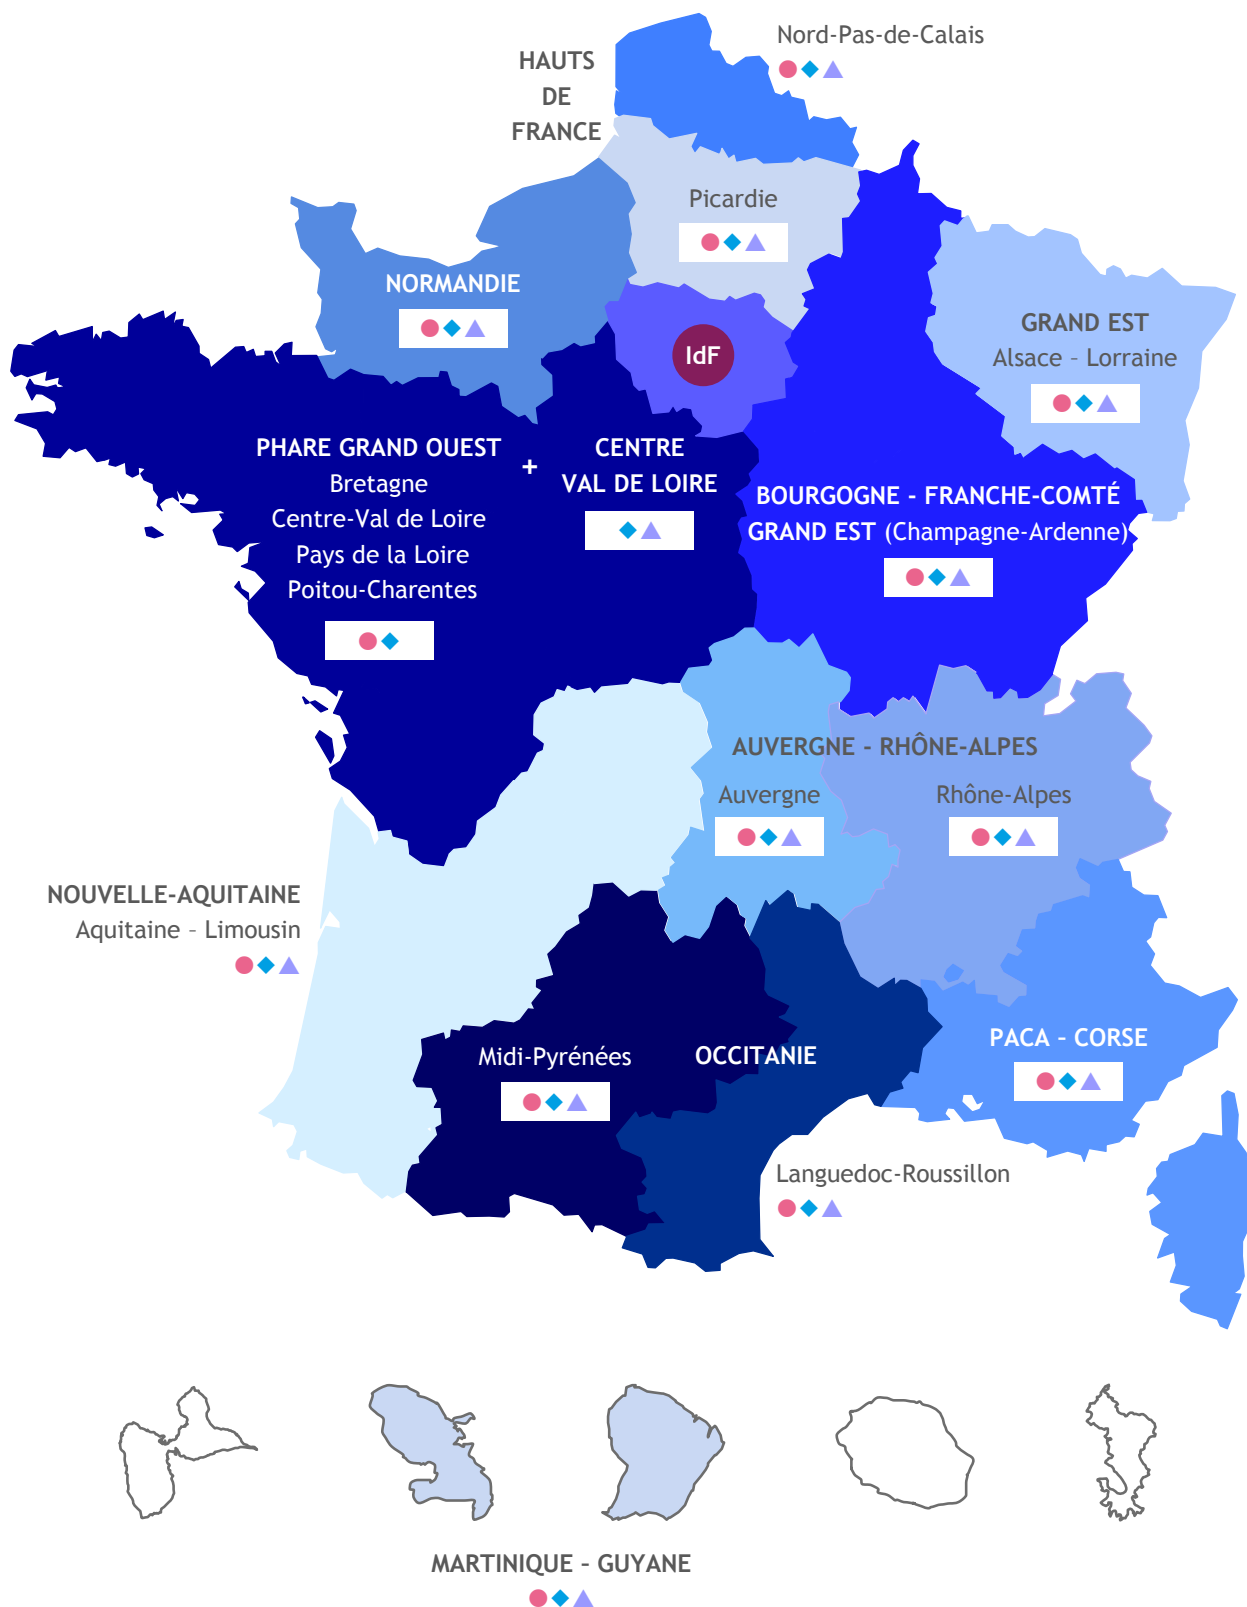 Nord-Pas-de-Calais
HAUTS
DE
FRANCE
Picardie
NORMANDIE
GRAND EST
Alsace – Lorraine
IdF
PHARE GRAND OUEST
Bretagne
Centre-Val de Loire
Pays de la Loire
Poitou-Charentes
+
CENTRE
VAL DE LOIRE
BOURGOGNE - FRANCHE-COMTÉ
GRAND EST (Champagne-Ardenne)
AUVERGNE - RHÔNE-ALPES
Auvergne
Rhône-Alpes
NOUVELLE-AQUITAINE
Aquitaine – Limousin
Midi-Pyrénées
OCCITANIE
PACA – CORSE
Languedoc-Roussillon
MARTINIQUE – GUYANE